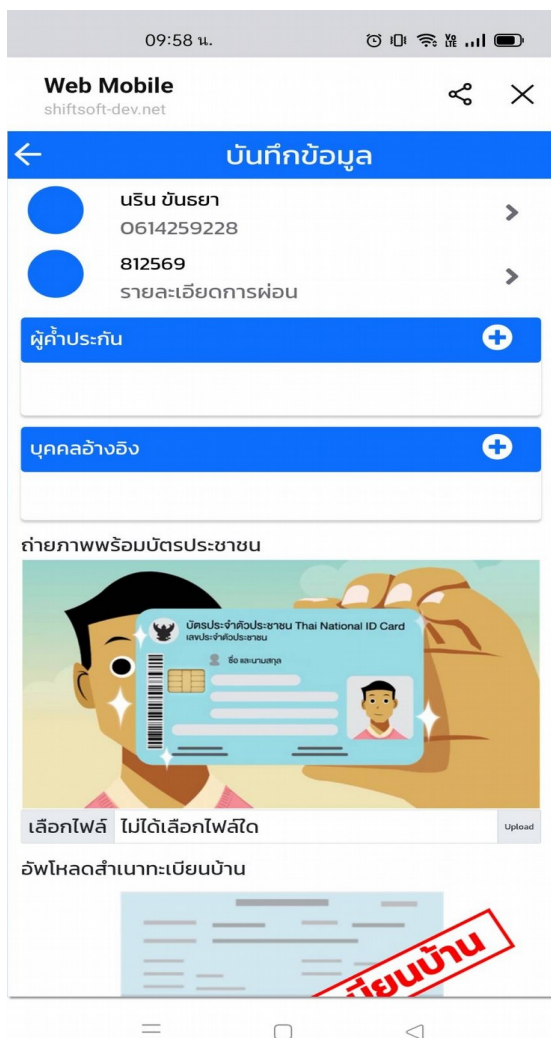 09:58 น.
Vo LTE
Web Mobile
shiftsoft-dev.net
บันทึกข้อมูล
นริน ขันธยา
0614259228
812569
รายละเอียดการผ่อน
ผู้ค้ำประกัน
บุคคลอ้างอิง
ถ่ายภาพพร้อมบัตรประชาชน
บัตรประจำตัวประชาชน Thai National ID Card
เลขประจำตัวประชาชน
ชื่อ และนามสกุล
เลือกไฟล์ ไม่ได้เลือกไฟล์ใด Upload
อัพโหลดสำเนาทะเบียนบ้าน